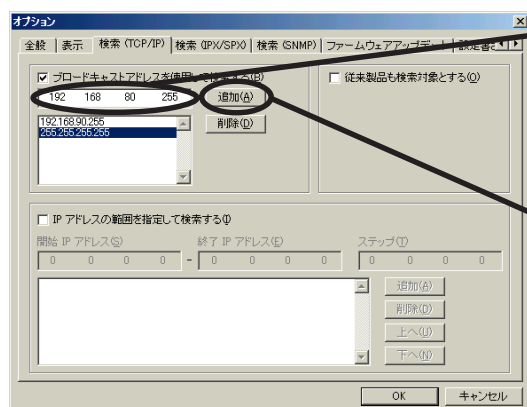 オプション
全般 表示 検索 (TCP/IP) 検索 (IPX/SPX) 検索 (SNMP) ファームウェアアップデート
ブロードキャストアドレスを使用して検索する(B)
従来製品も検索対象とする(O)
192 168 80 255 追加(A)
192.168.90.255
255.255.255.255
削除(D)
IP アドレスの範囲を指定して検索する(I)
開始 IP アドレス(S) 終了 IP アドレス(E) ステップ(T)
0 0 0 0 - 0 0 0 0 0 0 0 0
追加(A)
削除(D)
上へ(U)
下へ(N)
OK キャンセル